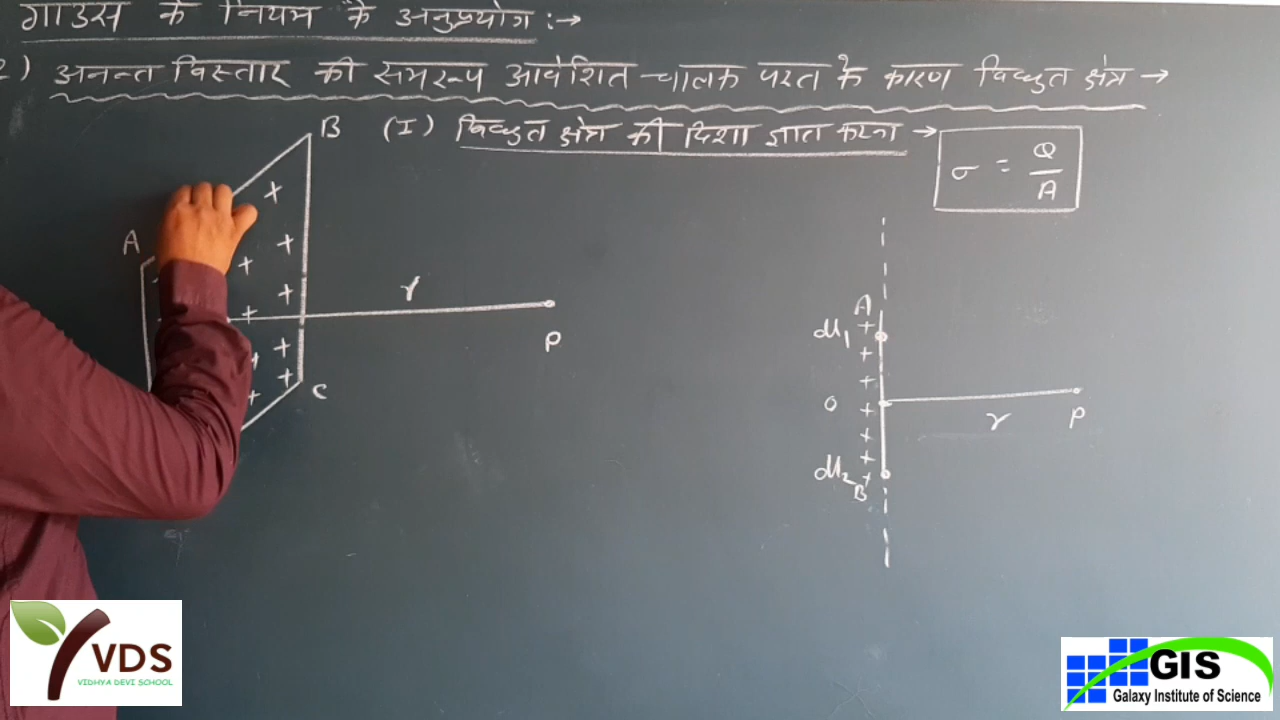 गाउस के नियम के अनुप्रयोग :→
2) अनन्त विस्तार की समरूप आवेशित चालक परत के कारण विद्युत क्षेत्र →
B (I) विद्युत क्षेत्र की दिशा ज्ञात करना →
σ = Q/A
A
r
P
C
A
dl₁
O
r
P
dl₂
B
VDS
VIDHYA DEVI SCHOOL
GIS
Galaxy Institute of Science